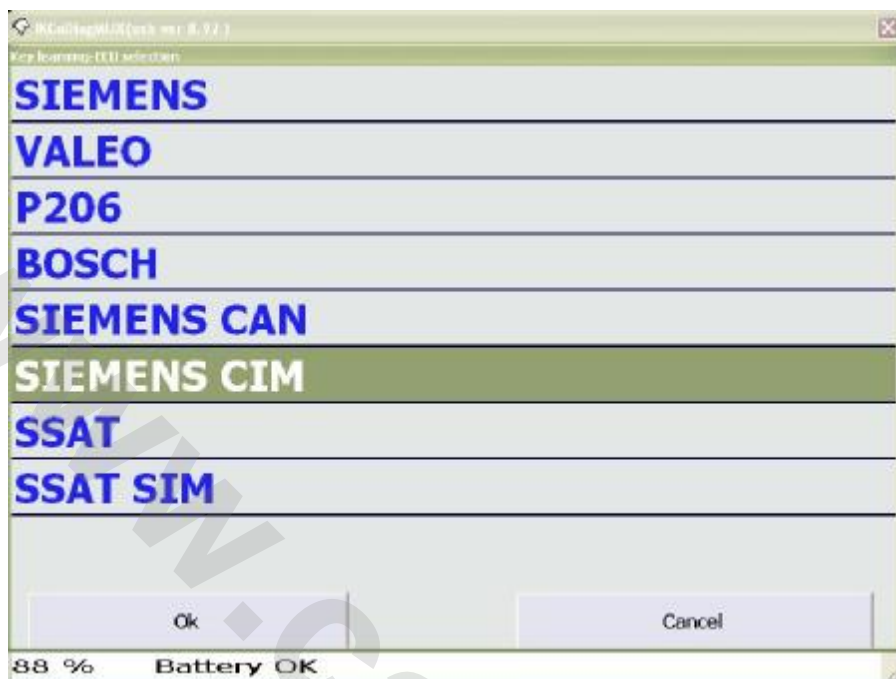 Key learning-ECU selection
SIEMENS
VALEO
P206
BOSCH
SIEMENS CAN
SIEMENS CIM
SSAT
SSAT SIM
Ok Cancel
88 % Battery OK